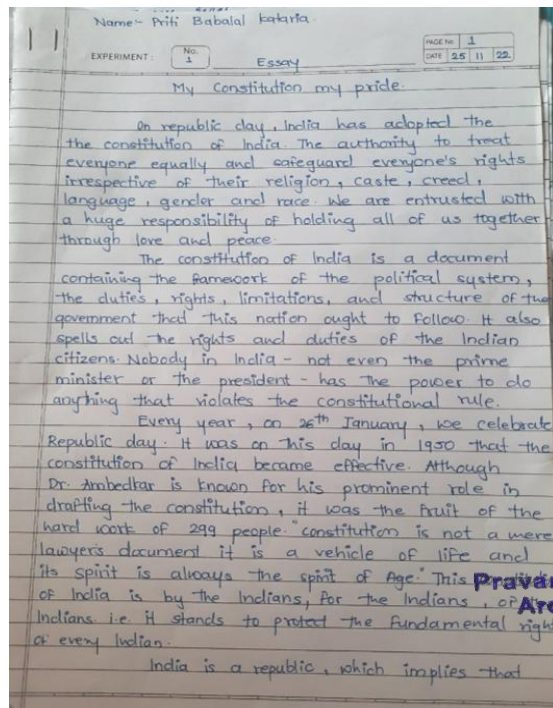 Name:- Priti Babalal kataria.
EXPERIMENT: No. 1
PAGE No. 1
DATE 25 11 22
Essay
My Constitution my pride.
On republic day, India has adopted the
the constitution of India. The authority to treat
everyone equally and safeguard everyone's rights
irrespective of their religion, caste, creed,
language, gender and race. We are entrusted with
a huge responsibility of holding all of us together
through love and peace.
The constitution of India is a document
containing the framework of the political system,
the duties, rights, limitations, and structure of the
government that this nation ought to follow. It also
spells out the rights and duties of the Indian
citizens. Nobody in India - not even the prime
minister or the president - has the power to do
anything that violates the constitutional rule.
Every year, on 26th January, we celebrate
Republic day. It was on this day in 1950 that the
constitution of India became effective. Although
Dr. Ambedkar is known for his prominent role in
drafting the constitution, it was the fruit of the
hard work of 299 people. "constitution is not a mere
lawyer's document it is a vehicle of life and
its spirit is always the spirit of Age." This Pravar
of India is by the Indians, for the Indians, of Are
Indians. i.e. it stands to protect the fundamental right
of every Indian.
India is a republic, which implies that